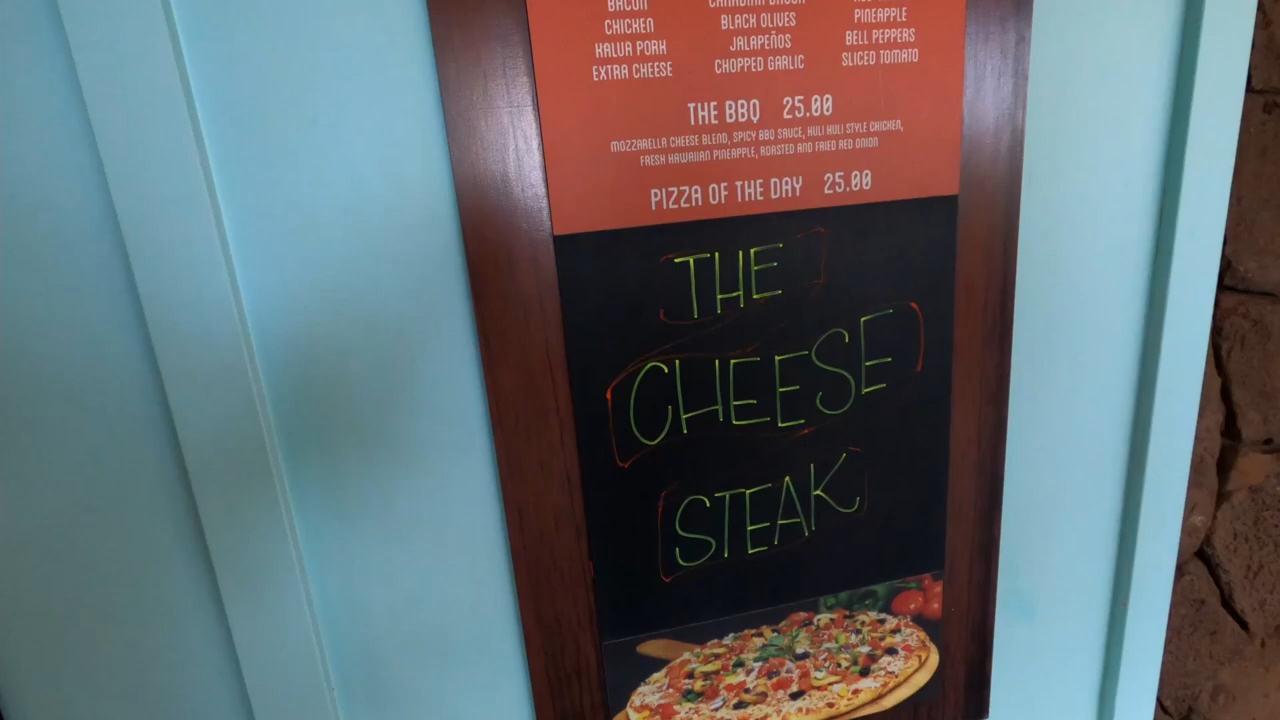 BACON
CHICKEN
KALUA PORK
EXTRA CHEESE
CANADIAN BACON
BLACK OLIVES
JALAPEÑOS
CHOPPED GARLIC
PINEAPPLE
BELL PEPPERS
SLICED TOMATO
THE BBQ 25.00
MOZZARELLA CHEESE BLEND, SPICY BBQ SAUCE, HULI HULI STYLE CHICKEN,
FRESH HAWAIIAN PINEAPPLE, ROASTED AND FRIED RED ONION
PIZZA OF THE DAY 25.00
THE
CHEESE
STEAK